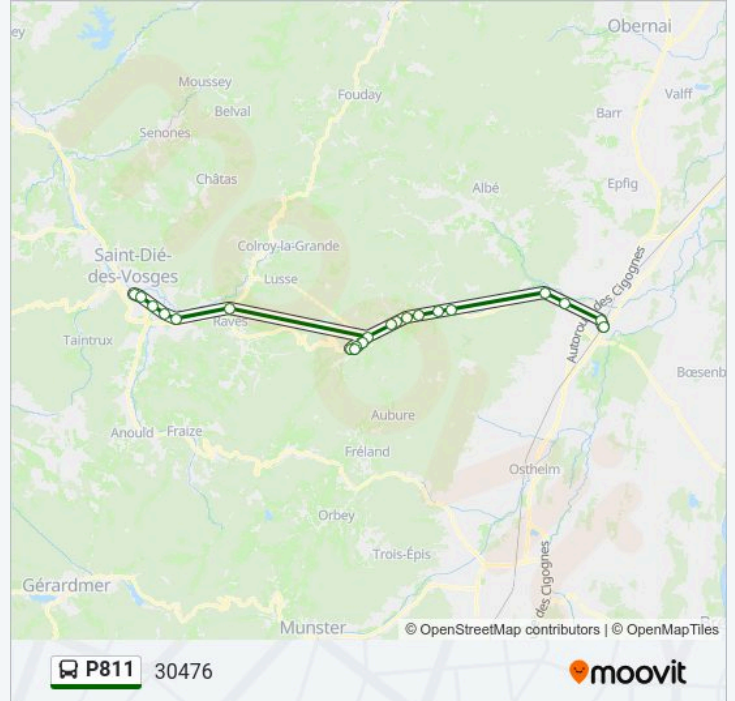 ey
Obernai
Moussey
Fouday
Valff
Belval
Barr
Senones
Châtas
Albé
Epfig
Saint-Dié-
des-Vosges
Colroy-la-Grande
Lusse
Autorou
des Cigognes
Raves
Taintrux
Bœsenb
Aubure
Anould
Fraize
Fréland
Ostheim
Orbey
Trois-Épis
des Cigognes
Gérardmer
Munster
© OpenStreetMap contributors | © OpenMapTiles
P811 30476 moovit